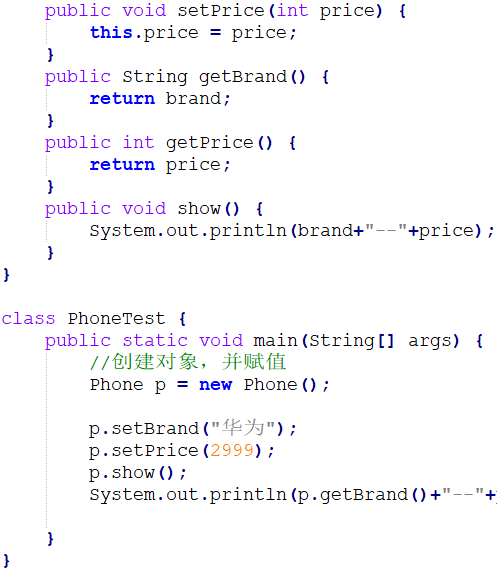 public void setPrice(int price) {
this.price = price;
}
public String getBrand() {
return brand;
}
public int getPrice() {
return price;
}
public void show() {
System.out.println(brand+"--"+price);
}
}
class PhoneTest {
public static void main(String[] args) {
//创建对象，并赋值
Phone p = new Phone();
p.setBrand("华为");
p.setPrice(2999);
p.show();
System.out.println(p.getBrand()+"--"+
}
}